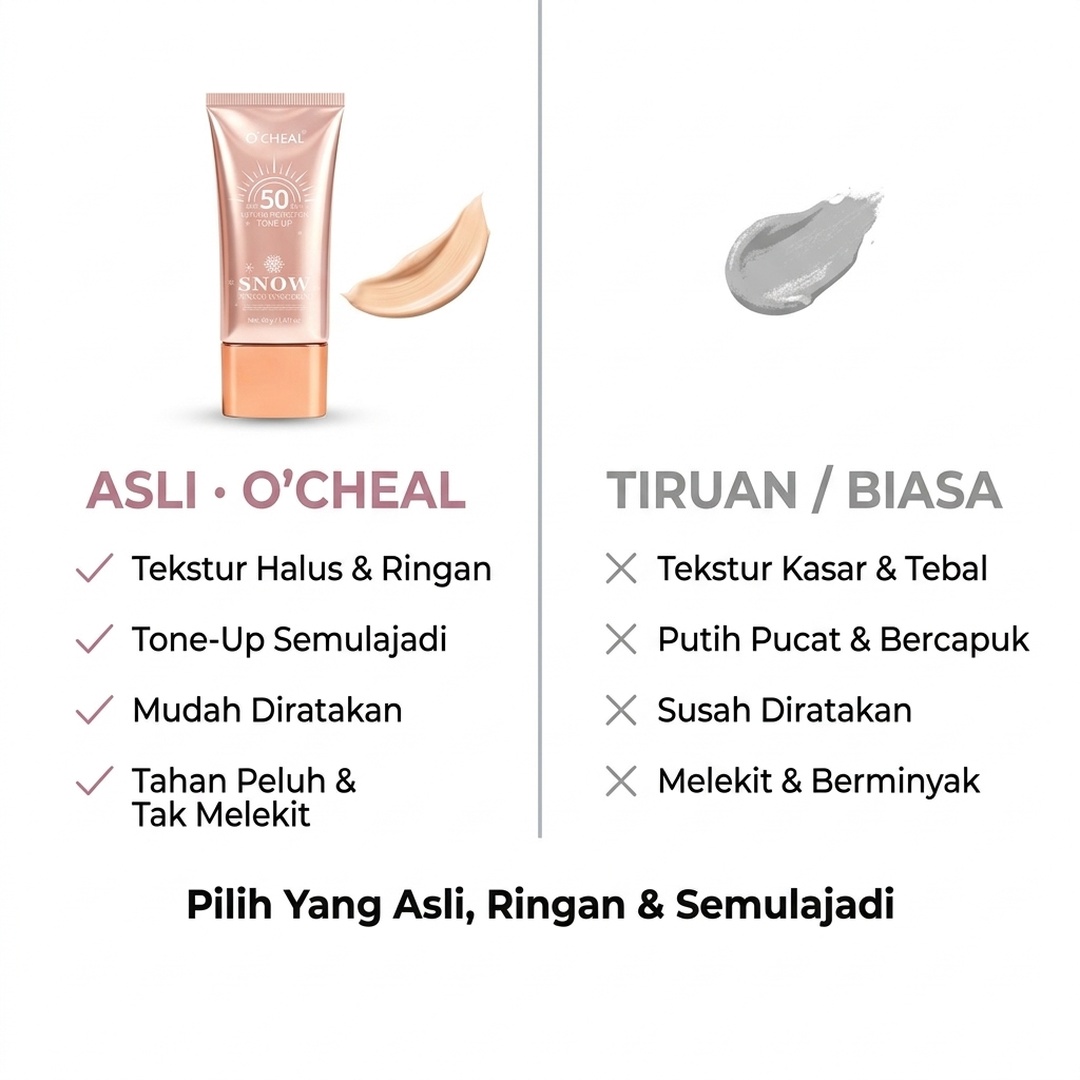 O'CHEAL
50
TONE UP
SNOW
ASLI • O'CHEAL
Tekstur Halus & Ringan
Tone-Up Semulajadi
Mudah Diratakan
Tahan Peluh &
Tak Melekit
TIRUAN / BIASA
Tekstur Kasar & Tebal
Putih Pucat & Bercapuk
Susah Diratakan
Melekit & Berminyak
Pilih Yang Asli, Ringan & Semulajadi